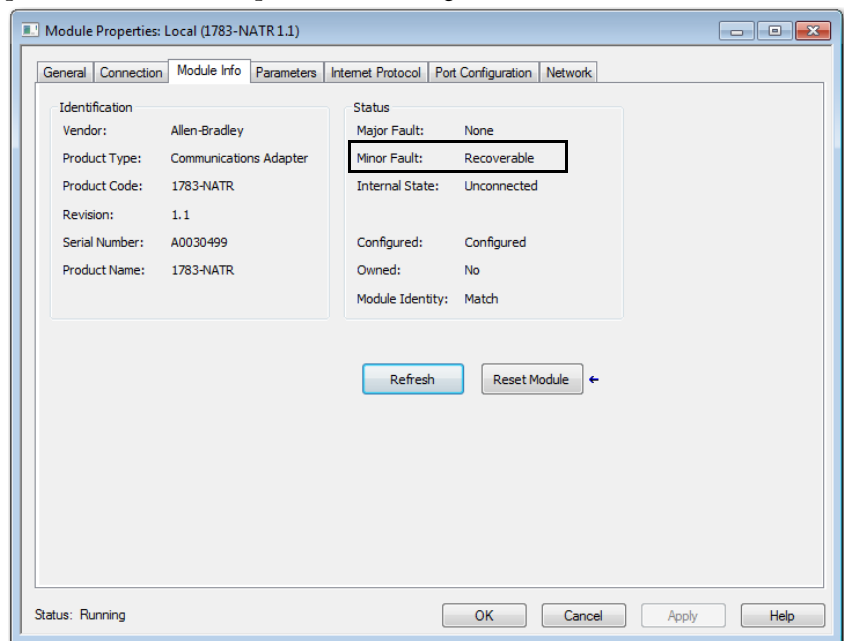 Module Properties: Local (1783-NATR 1.1)
General Connection Module Info Parameters Internet Protocol Port Configuration Network
Identification
Vendor: Allen-Bradley
Product Type: Communications Adapter
Product Code: 1783-NATR
Revision: 1.1
Serial Number: A0030499
Product Name: 1783-NATR
Status
Major Fault: None
Minor Fault: Recoverable
Internal State: Unconnected
Configured: Configured
Owned: No
Module Identity: Match
Refresh Reset Module
Status: Running OK Cancel Apply Help